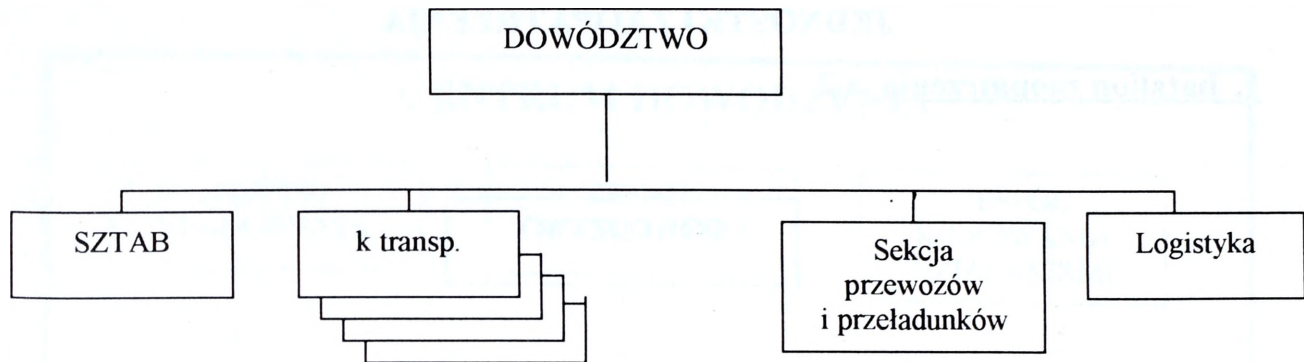 DOWÓDZTWO
SZTAB
k transp.
Sekcja
przewozów
i przeładunków
Logistyka